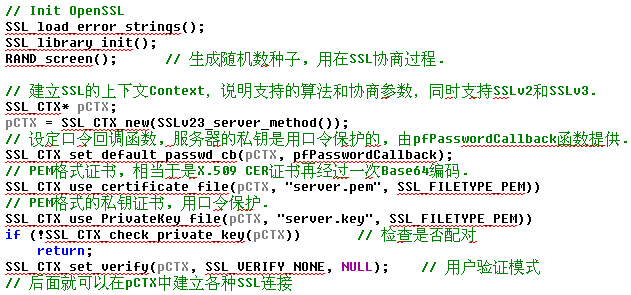 // Init OpenSSL
SSL_load_error_strings();
SSL_library_init();
RAND_screen();      // 生成随机数种子，用在SSL协商过程.
// 建立SSL的上下文Context，说明支持的算法和协商参数，同时支持SSLv2和SSLv3.
SSL_CTX* pCTX;
pCTX = SSL_CTX_new(SSLv23_server_method());
// 设定口令回调函数，服务器的私钥是用口令保护的，由pfPasswordCallback函数提供.
SSL_CTX_set_default_passwd_cb(pCTX, pfPasswordCallback);
// PEM格式证书，相当于是X.509 CER证书再经过一次Base64编码.
SSL_CTX_use_certificate_file(pCTX, "server.pem", SSL_FILETYPE_PEM))
// PEM格式的私钥证书，用口令保护.
SSL_CTX_use_PrivateKey_file(pCTX, "server.key", SSL_FILETYPE_PEM))
if (!SSL_CTX_check_private_key(pCTX))       // 检查是否配对
    return;
SSL_CTX_set_verify(pCTX, SSL_VERIFY_NONE, NULL);    // 用户验证模式
// 后面就可以在pCTX中建立各种SSL连接